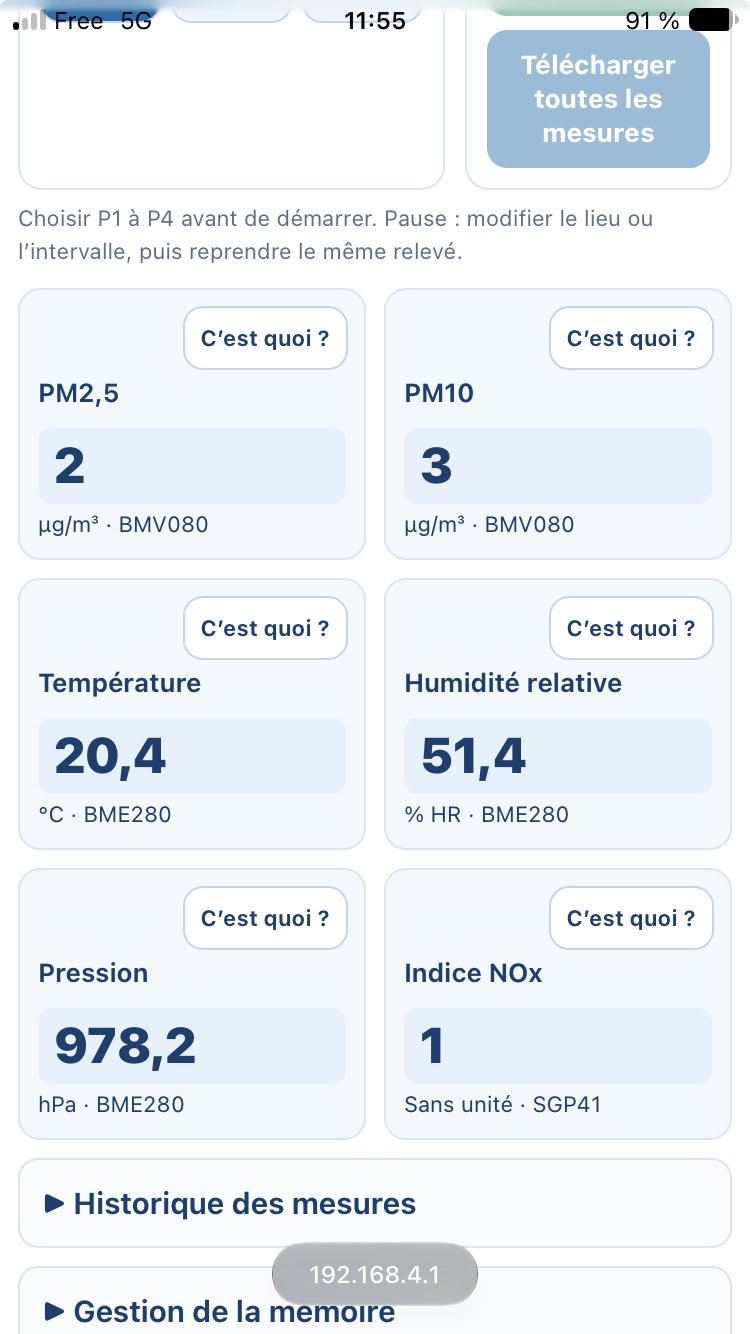 Free 5G 11:55 91 %
Télécharger
toutes les
mesures
Choisir P1 à P4 avant de démarrer. Pause : modifier le lieu ou
l’intervalle, puis reprendre le même relevé.
C’est quoi ?
PM2,5
2
µg/m³ · BMV080
C’est quoi ?
PM10
3
µg/m³ · BMV080
C’est quoi ?
Température
20,4
°C · BME280
C’est quoi ?
Humidité relative
51,4
% HR · BME280
C’est quoi ?
Pression
978,2
hPa · BME280
C’est quoi ?
Indice NOx
1
Sans unité · SGP41
Historique des mesures
192.168.4.1
Gestion de la mémoire